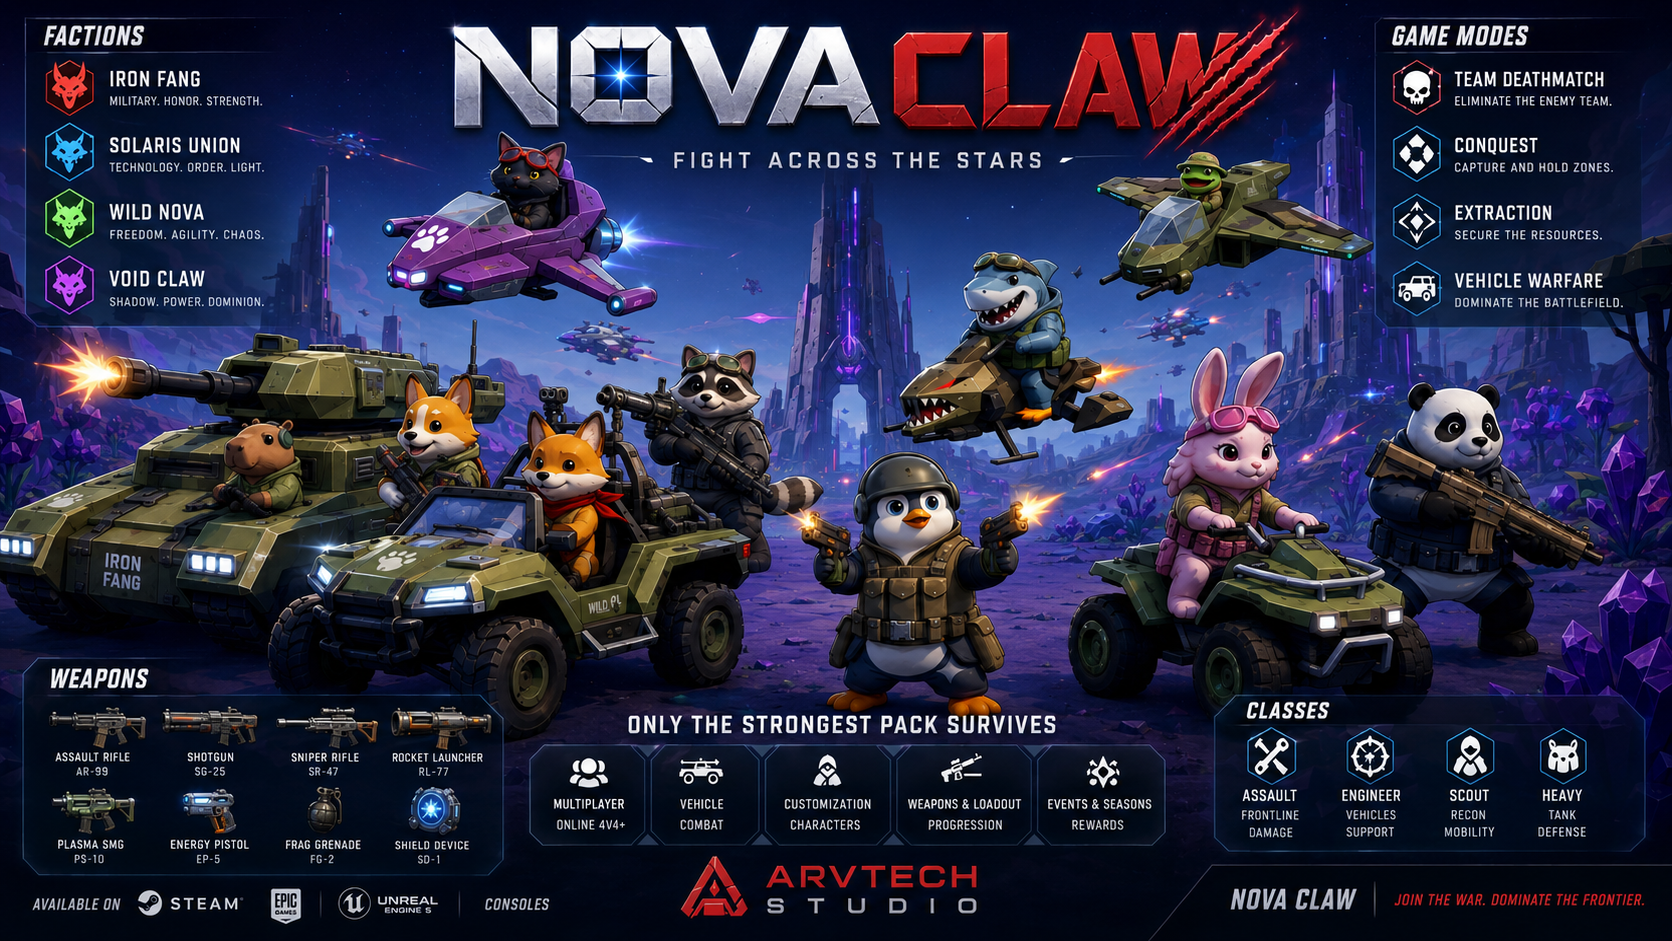 FACTIONS
IRON FANG
MILITARY. HONOR. STRENGTH.
SOLARIS UNION
TECHNOLOGY. ORDER. LIGHT.
WILD NOVA
FREEDOM. AGILITY. CHAOS.
VOID CLAW
SHADOW. POWER. DOMINION.
NOVA CLAW
FIGHT ACROSS THE STARS
GAME MODES
TEAM DEATHMATCH
ELIMINATE THE ENEMY TEAM.
CONQUEST
CAPTURE AND HOLD ZONES.
EXTRACTION
SECURE THE RESOURCES.
VEHICLE WARFARE
DOMINATE THE BATTLEFIELD.
IRON
FANG
WILD
WEAPONS
ASSAULT RIFLE
AR-99
SHOTGUN
SG-25
SNIPER RIFLE
SR-47
ROCKET LAUNCHER
RL-77
PLASMA SMG
PS-10
ENERGY PISTOL
EP-5
FRAG GRENADE
FG-2
SHIELD DEVICE
SD-1
ONLY THE STRONGEST PACK SURVIVES
MULTIPLAYER
ONLINE 4V4+
VEHICLE
COMBAT
CUSTOMIZATION
CHARACTERS
WEAPONS & LOADOUT
PROGRESSION
EVENTS & SEASONS
REWARDS
CLASSES
ASSAULT
FRONTLINE
DAMAGE
ENGINEER
VEHICLES
SUPPORT
SCOUT
RECON
MOBILITY
HEAVY
TANK
DEFENSE
AVAILABLE ON
STEAM
EPIC
GAMES
UNREAL
ENGINE 5
CONSOLES
ARVTECH
STUDIO
NOVA CLAW
JOIN THE WAR. DOMINATE THE FRONTIER.